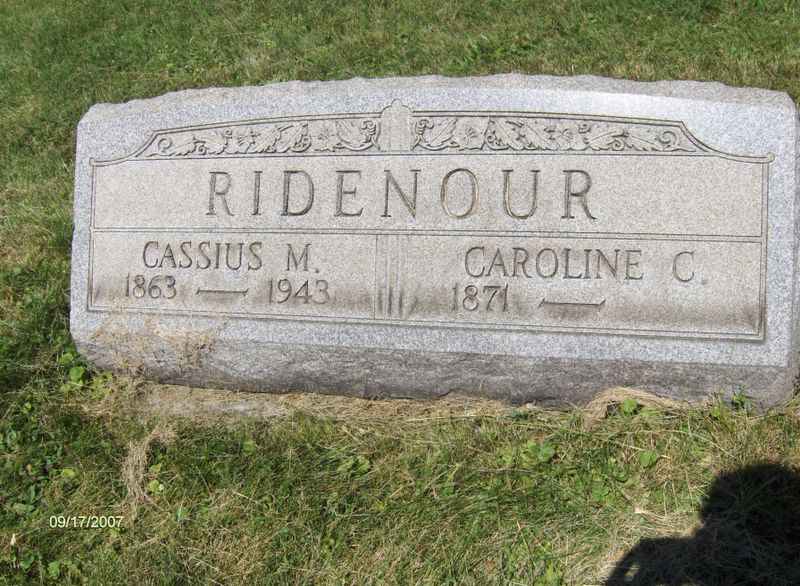 RIDENOUR
CASSIUS M.
1863 — 1943
CAROLINE C.
1871 —
09/17/2007